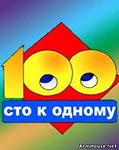 100
СТО К ОДНОМУ
ArmHouse.Net